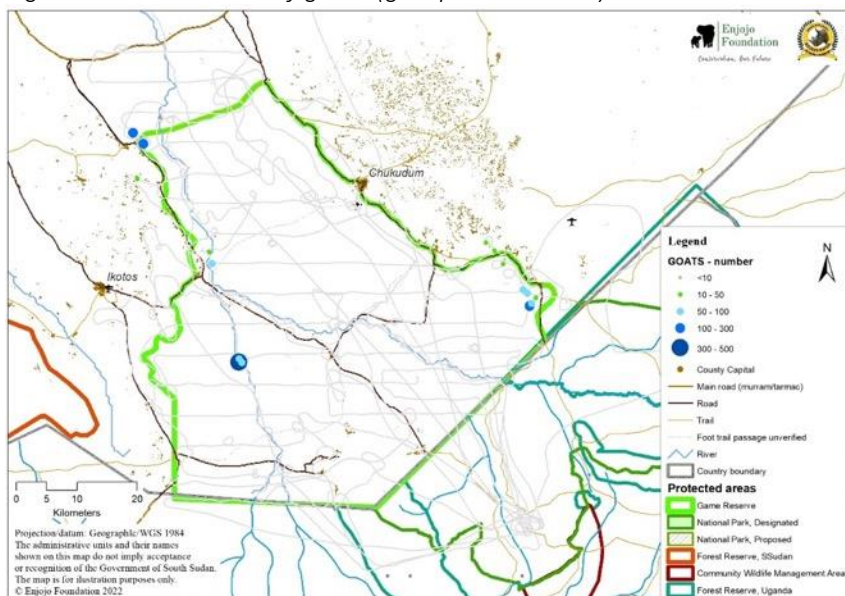 Enjojo
Foundation
Conservation, Our Future
Chukudum
Ikotos
N
Legend
GOATS - number
<10
10 - 50
50 - 100
100 - 300
300 - 500
County Capital
Main road (murram/tarmac)
Road
Trail
Foot trail passage unverified
River
Country boundary
Protected areas
Game Reserve
National Park, Designated
National Park, Proposed
Forest Reserve, SSudan
Community Wildlife Management Area
Forest Reserve, Uganda
0 5 10 20
Kilometers
Projection/datum: Geographic/WGS 1984
The administrative units and their names
shown on this map do not imply acceptance
or recognition of the Government of South Sudan.
The map is for ilustration purposes only.
© Enjojo Foundation 2022